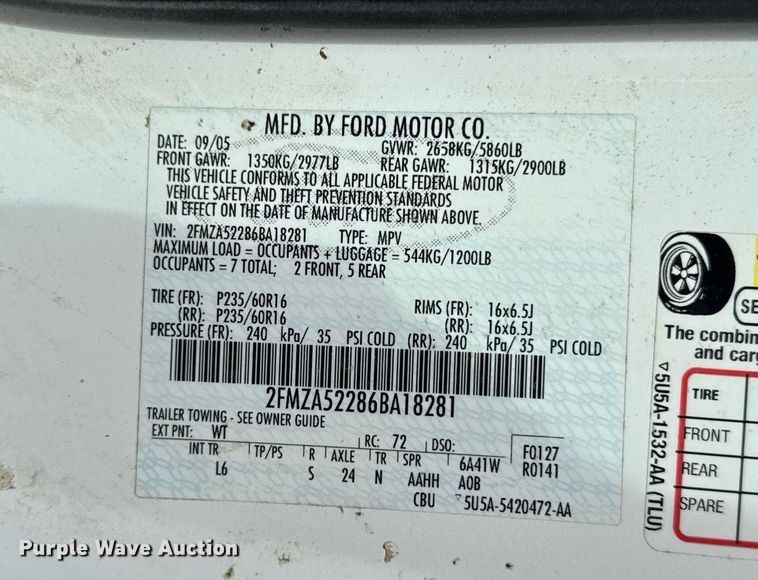 MFD. BY FORD MOTOR CO.
DATE: 09/05 GVWR: 2658KG/5860LB
FRONT GAWR: 1350KG/2977LB REAR GAWR: 1315KG/2900LB
THIS VEHICLE CONFORMS TO ALL APPLICABLE FEDERAL MOTOR
VEHICLE SAFETY AND THEFT PREVENTION STANDARDS
IN EFFECT ON THE DATE OF MANUFACTURE SHOWN ABOVE.
VIN: 2FMZA52286BA18281 TYPE: MPV
MAXIMUM LOAD = OCCUPANTS + LUGGAGE = 544KG/1200LB
OCCUPANTS = 7 TOTAL; 2 FRONT, 5 REAR
TIRE (FR): P235/60R16 RIMS (FR): 16x6.5J
(RR): P235/60R16 (RR): 16x6.5J
PRESSURE (FR): 240 kPa/ 35 PSI COLD (RR): 240 kPa/ 35 PSI COLD
2FMZA52286BA18281
TRAILER TOWING - SEE OWNER GUIDE
EXT PNT: WT RC: 72 DSO: F0127
INT TR TP/PS R AXLE TR SPR 6A41W R0141
L6 S 24 N AAHH AOB
CBU ▽5U5A-5420472-AA
SE
The combin
and carg
TIRE
FRONT
REAR
SPARE
▽5U5A-1532-AA (TLU)
Purple Wave Auction